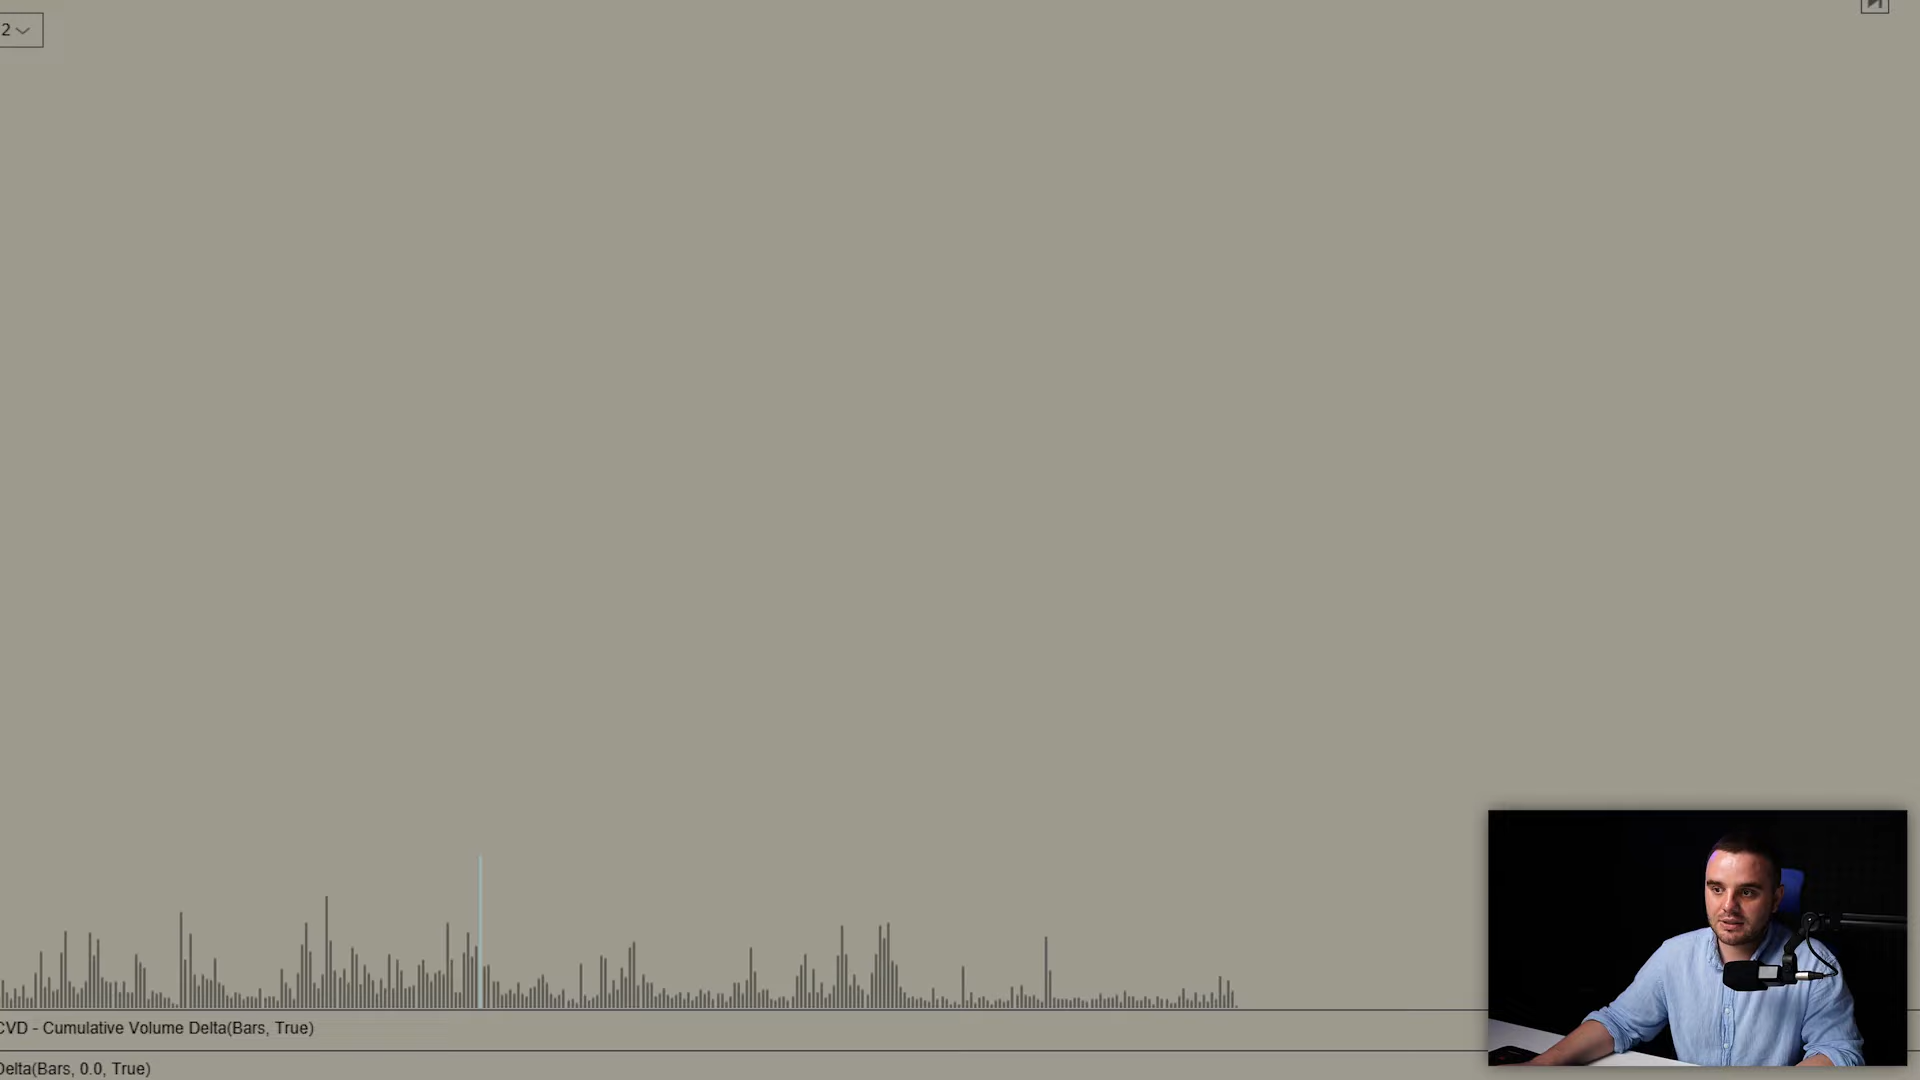 2
CVD - Cumulative Volume Delta(Bars, True)
Delta(Bars, 0.0, True)